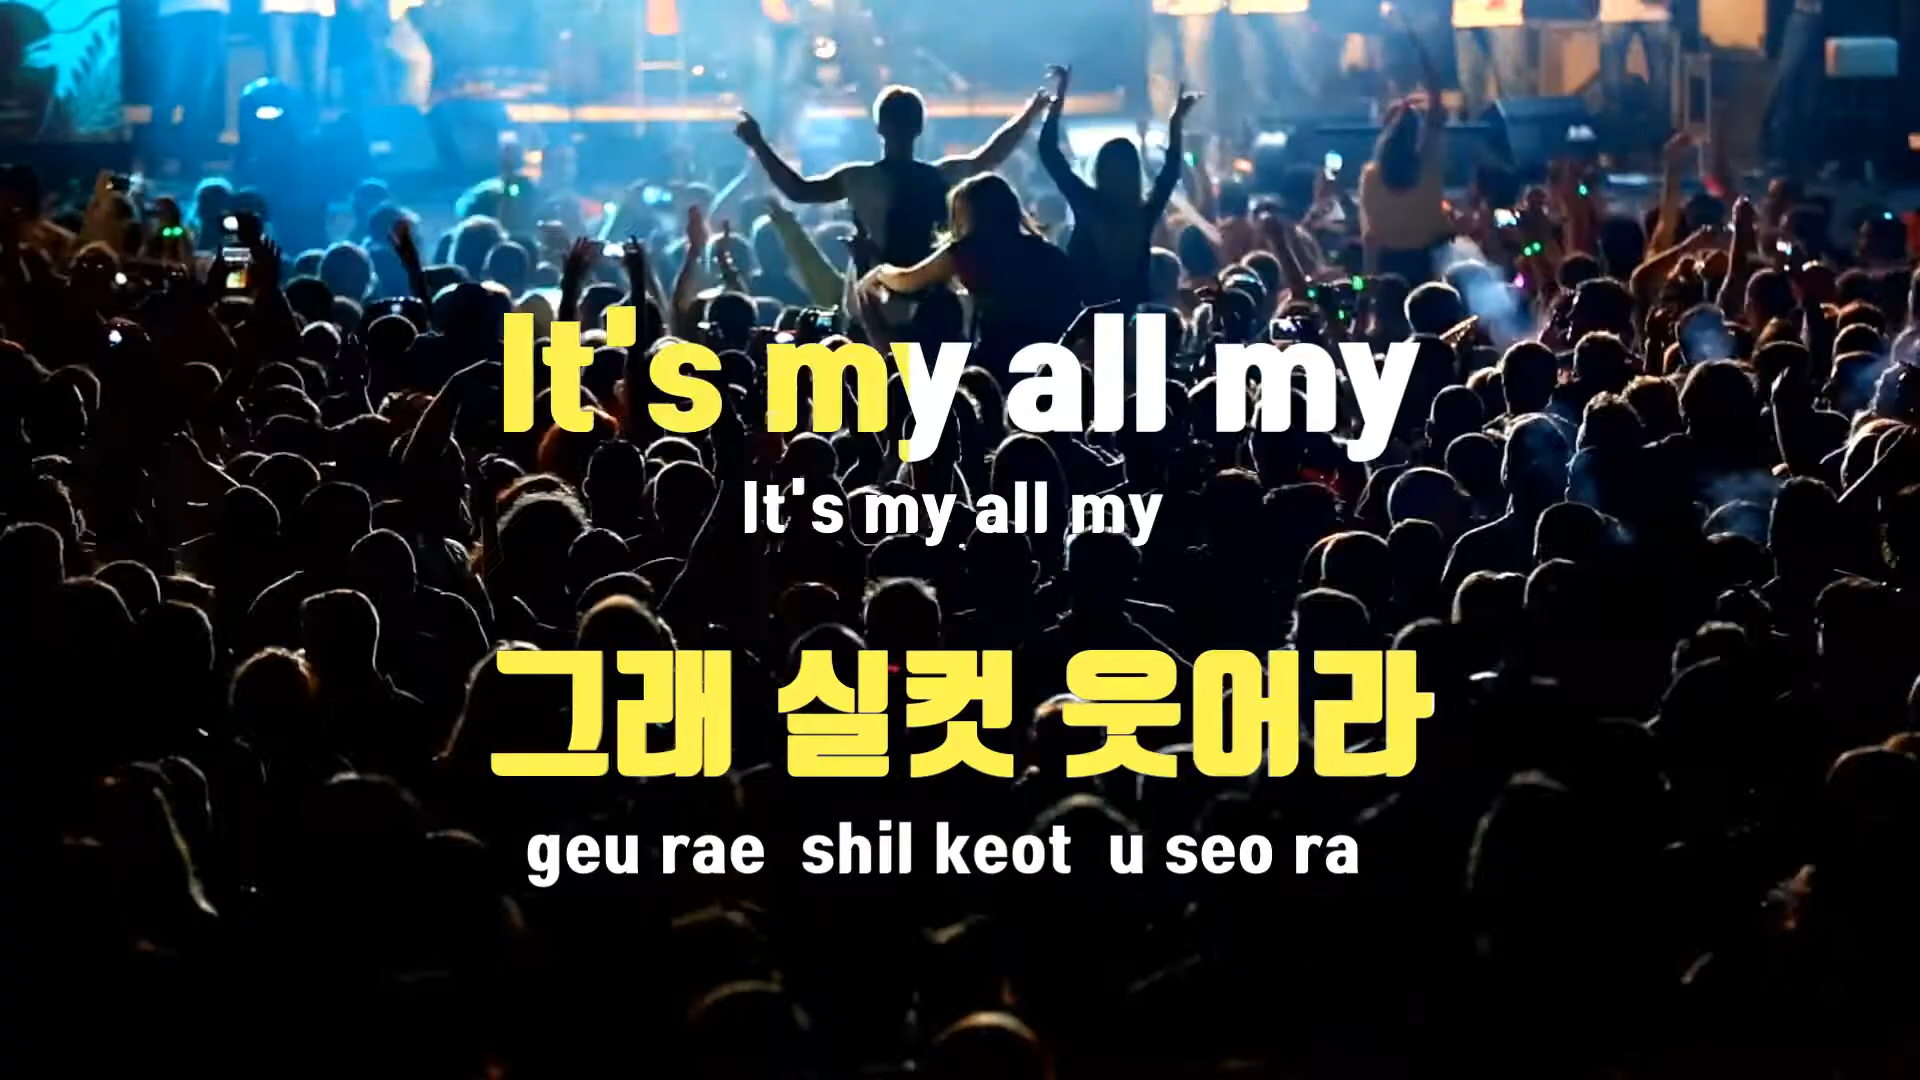 It's my all my
It's my all my
그래 실컷 웃어라
geu rae shil keot u seo ra